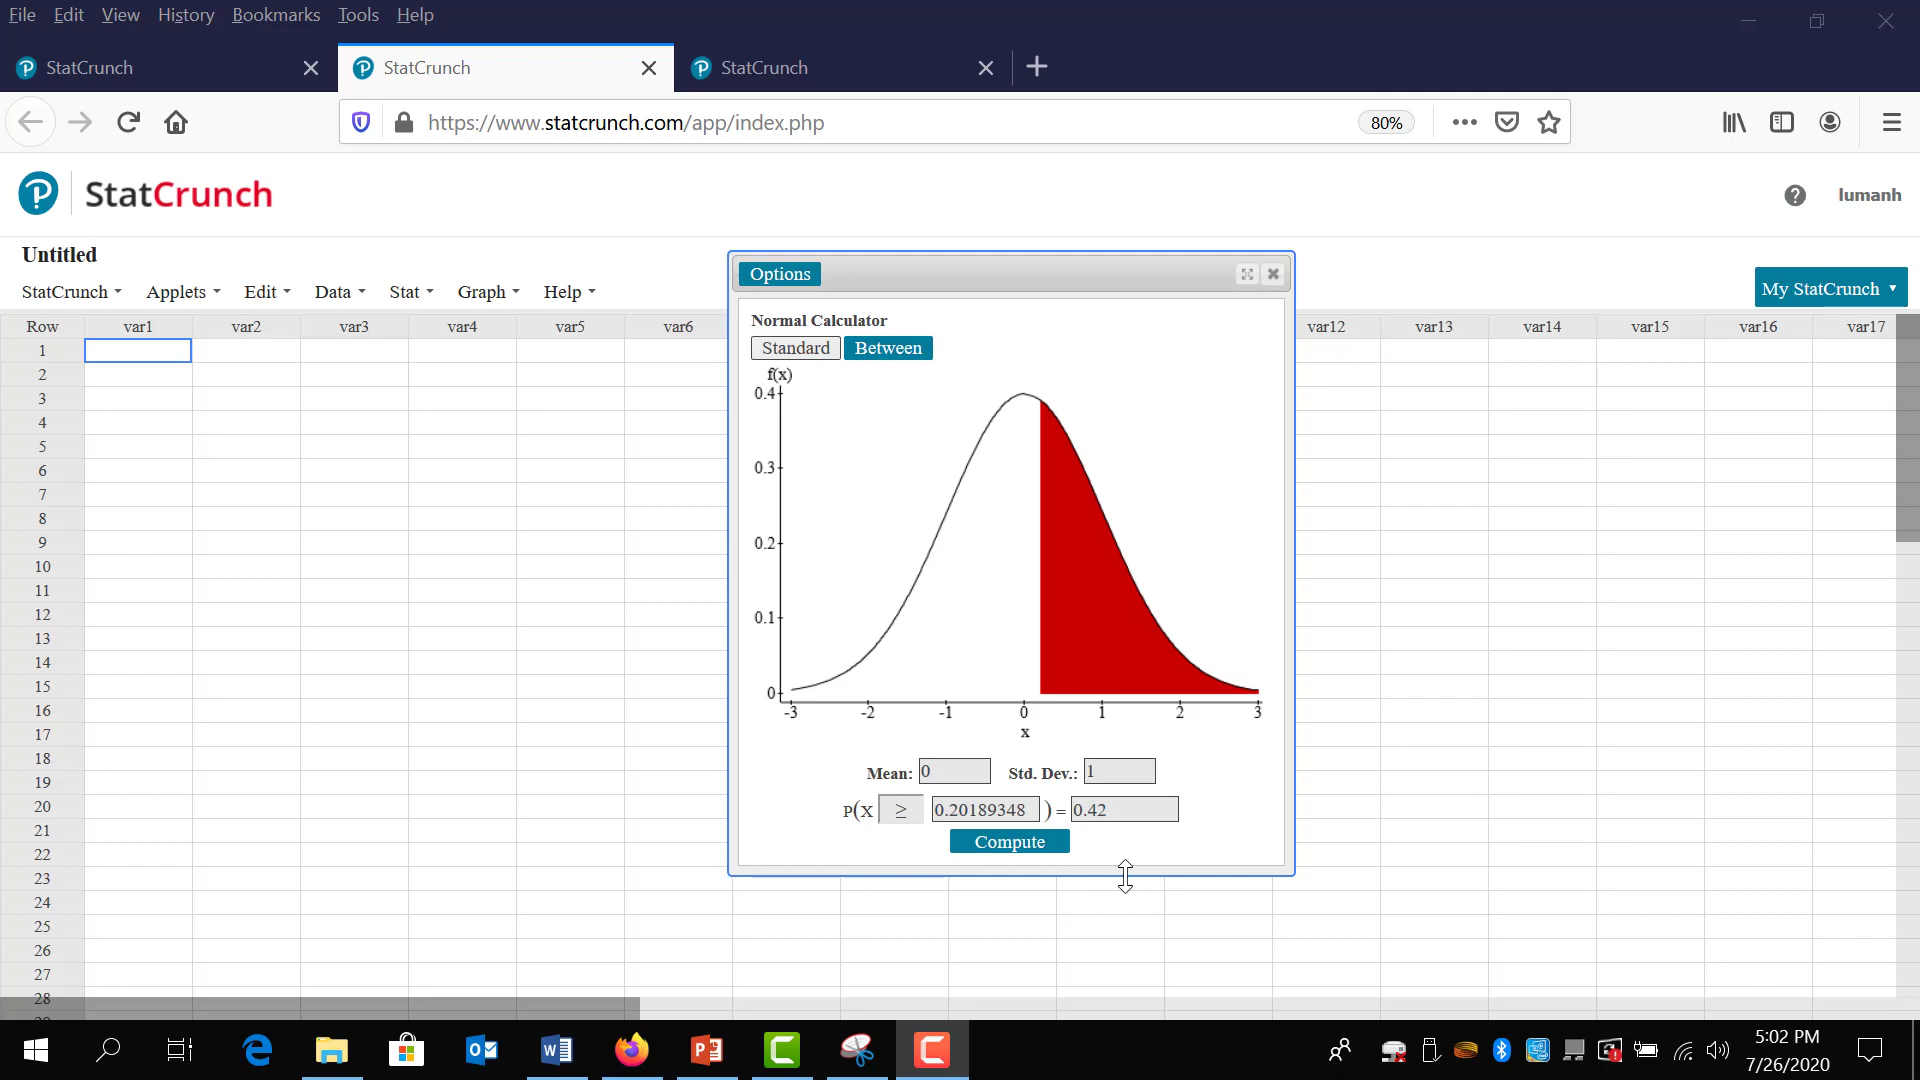 File Edit View History Bookmarks Tools Help
StatCrunch StatCrunch StatCrunch
https://www.statcrunch.com/app/index.php 80%
StatCrunch lumanh
Untitled
StatCrunch Applets Edit Data Stat Graph Help My StatCrunch
Row var1 var2 var3 var4 var5 var6 var12 var13 var14 var15 var16 var17
1
2
3
4
5
6
7
8
9
10
11
12
13
14
15
16
17
18
19
20
21
22
23
24
25
26
27
28
Options
Normal Calculator
Standard Between
f(x)
0.4
0.3
0.2
0.1
0
-3 -2 -1 0 1 2 3
x
Mean: 0 Std. Dev.: 1
P(X ≥ 0.20189348 ) = 0.42
Compute
5:02 PM
7/26/2020